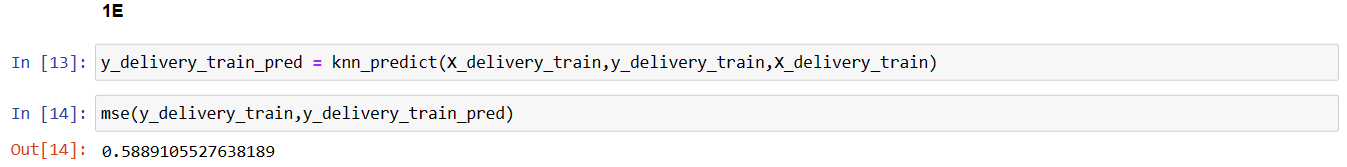 1E
In [13]: y_delivery_train_pred = knn_predict(X_delivery_train,y_delivery_train,X_delivery_train)
In [14]: mse(y_delivery_train,y_delivery_train_pred)
Out[14]: 0.5889105527638189